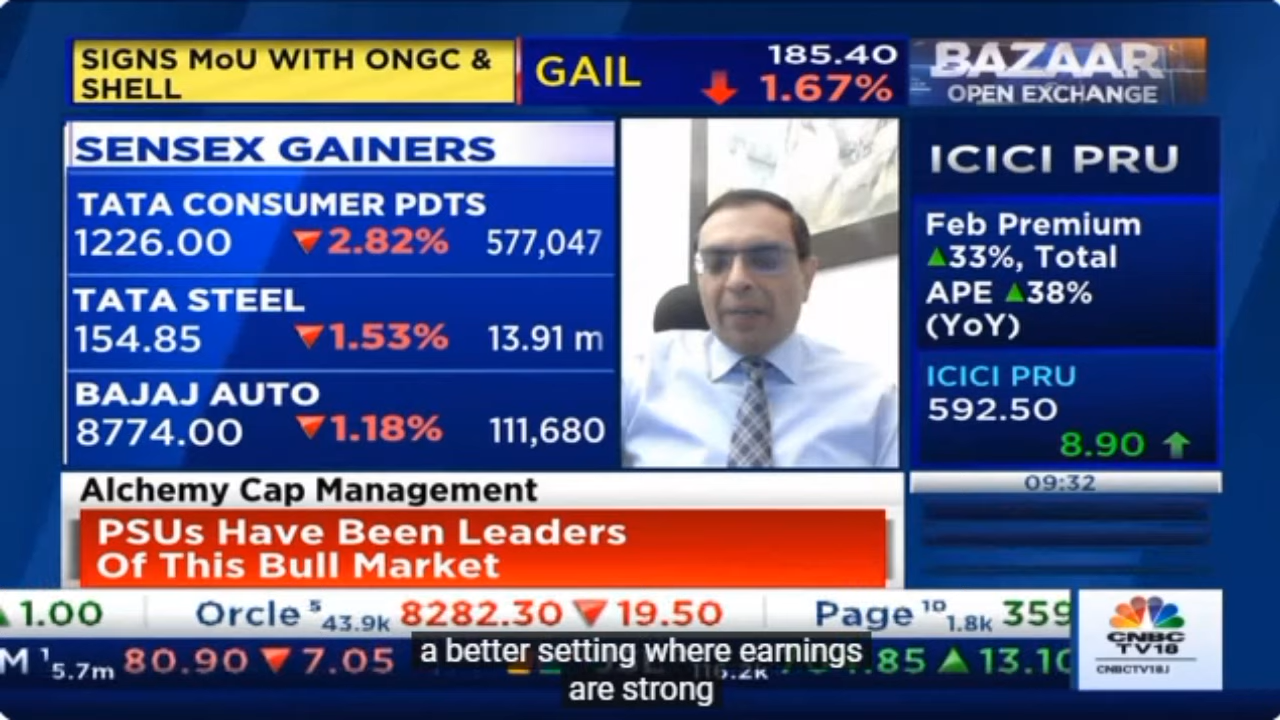 SIGNS MoU WITH ONGC &
SHELL
GAIL
185.40
1.67%
BAZAAR
OPEN EXCHANGE
SENSEX GAINERS
TATA CONSUMER PDTS
1226.00 ▼2.82% 577,047
TATA STEEL
154.85 ▼1.53% 13.91 m
BAJAJ AUTO
8774.00 ▼1.18% 111,680
ICICI PRU
Feb Premium
▲33%, Total
APE ▲38%
(YoY)
ICICI PRU
592.50
8.90
09:32
Alchemy Cap Management
PSUs Have Been Leaders
Of This Bull Market
▲1.00 Orcle 5 43.9k 8282.30 ▼19.50 Page 10 1.8k 359
M 1 5.7m 80.90 ▼7.05 .85 ▲13.10
a better setting where earnings
are strong
CNBC
TV18
CNBCTV18.I